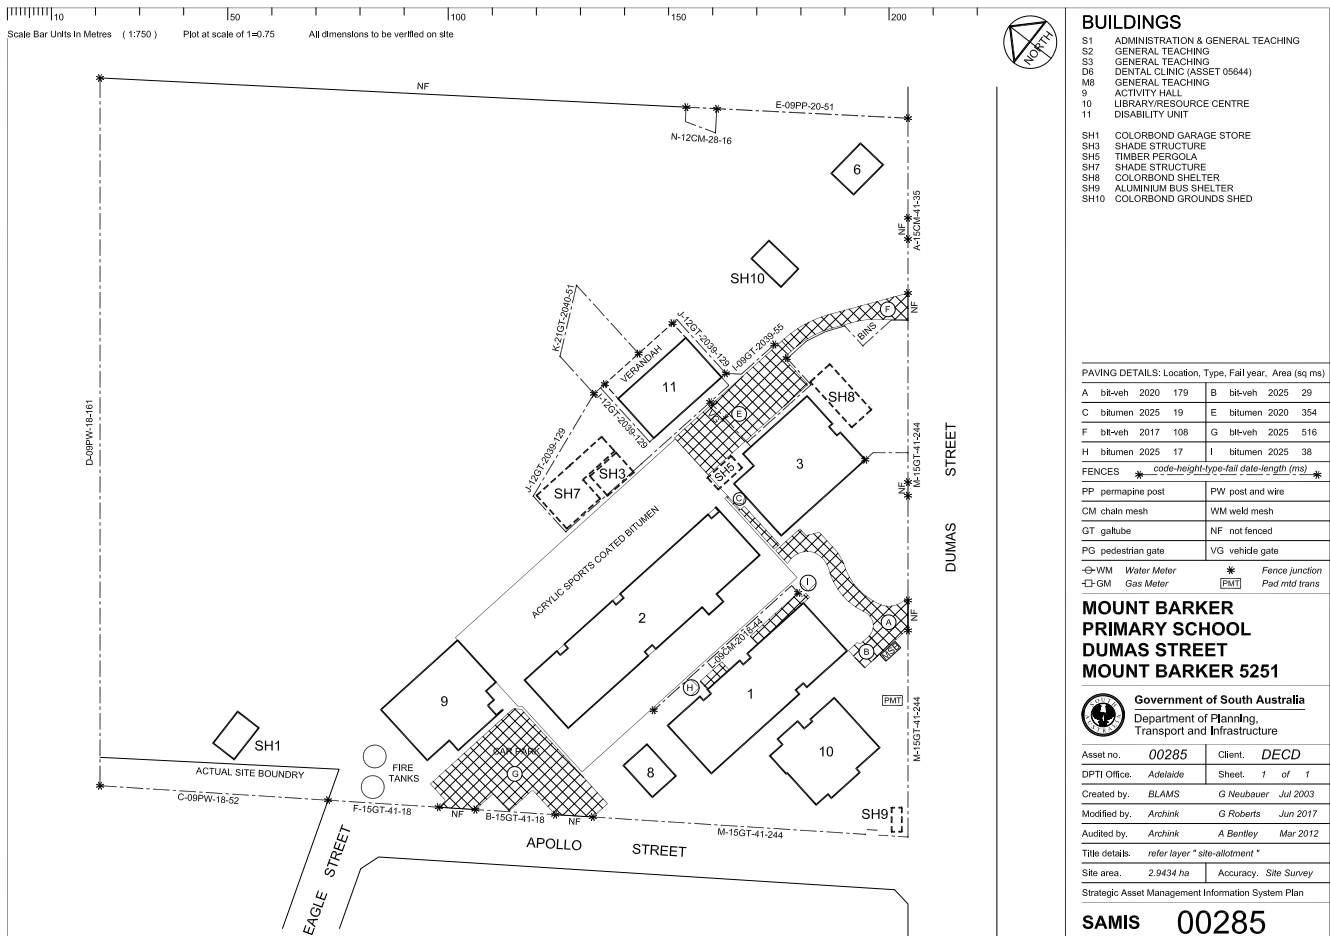 10 50 100 150 200
Scale Bar Units in Metres ( 1:750 ) Plot at scale of 1=0.75 All dimensions to be verified on site
NORTH
NF
E-09PP-20-51
N-12CM-28-16
6
A-15CM-41-35
NF
SH10
NF
F
BINS
K-21GT-2040-51
J-12GT-2039-129
I-09GT-2039-55
VERANDAH
11
J-12GT-2039-129
VG
E
SH8
D-09PW-18-161
J-12GT-2039-129
SH3
SH7
SH5
3
M-15GT-41-244
NF
C
DUMAS STREET
ACRYLIC SPORTS COATED BITUMEN
2
I
L-09CM-2018-44
A
NF
B
MSB
H
1
PMT
M-15GT-41-244
9
10
SH1
CAR PARK
G
8
FIRE
TANKS
ACTUAL SITE BOUNDRY
C-09PW-18-52
F-15GT-41-18
NF
B-15GT-41-18
NF
M-15GT-41-244
SH9
APOLLO STREET
EAGLE STREET
BUILDINGS
S1 ADMINISTRATION & GENERAL TEACHING
S2 GENERAL TEACHING
S3 GENERAL TEACHING
D6 DENTAL CLINIC (ASSET 05644)
M8 GENERAL TEACHING
9 ACTIVITY HALL
10 LIBRARY/RESOURCE CENTRE
11 DISABILITY UNIT
SH1 COLORBOND GARAGE STORE
SH3 SHADE STRUCTURE
SH5 TIMBER PERGOLA
SH7 SHADE STRUCTURE
SH8 COLORBOND SHELTER
SH9 ALUMINIUM BUS SHELTER
SH10 COLORBOND GROUNDS SHED
PAVING DETAILS: Location, Type, Fail year, Area (sq ms)
A bit-veh 2020 179 B bit-veh 2025 29
C bitumen 2025 19 E bitumen 2020 354
F bit-veh 2017 108 G bit-veh 2025 516
H bitumen 2025 17 I bitumen 2025 38
FENCES code-height-type-fail date-length (ms)
PP permapine post PW post and wire
CM chain mesh WM weld mesh
GT galtube NF not fenced
PG pedestrian gate VG vehicle gate
WM Water Meter Fence junction
GM Gas Meter PMT Pad mtd trans
MOUNT BARKER
PRIMARY SCHOOL
DUMAS STREET
MOUNT BARKER 5251
SOUTH AUSTRALIA
Government of South Australia
Department of Planning,
Transport and Infrastructure
Asset no. 00285 Client. DECD
DPTI Office. Adelaide Sheet. 1 of 1
Created by. BLAMS G Neubauer Jul 2003
Modified by. Archink G Roberts Jun 2017
Audited by. Archink A Bentley Mar 2012
Title details. refer layer " site-allotment "
Site area. 2.9434 ha Accuracy. Site Survey
Strategic Asset Management Information System Plan
SAMIS 00285